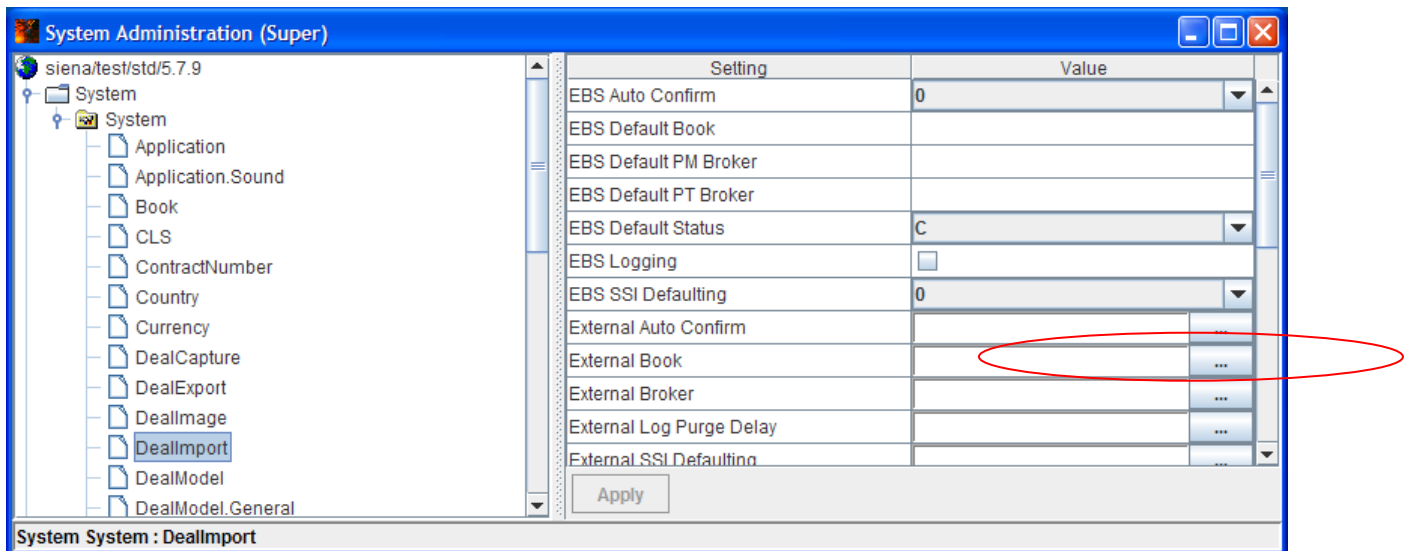 System Administration (Super)
siena/test/std/5.7.9
System
System
Application
Application.Sound
Book
CLS
ContractNumber
Country
Currency
DealCapture
DealExport
DealImage
DealImport
DealModel
DealModel.General
Setting Value
EBS Auto Confirm 0
EBS Default Book
EBS Default PM Broker
EBS Default PT Broker
EBS Default Status C
EBS Logging
EBS SSI Defaulting 0
External Auto Confirm ...
External Book ...
External Broker ...
External Log Purge Delay ...
External SSI Defaulting ...
Apply
System System : DealImport